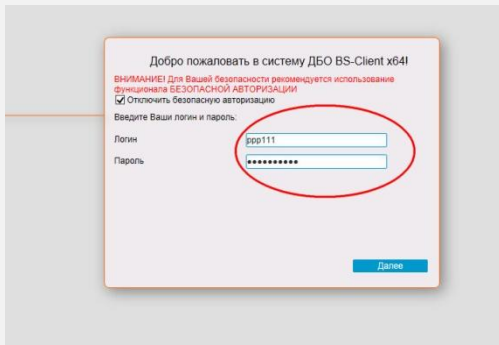 Добро пожаловать в систему ДБО BS-Client x64!
ВНИМАНИЕ! Для Вашей безопасности рекомендуется использование
функционала БЕЗОПАСНОЙ АВТОРИЗАЦИИ
Отключить безопасную авторизацию
Введите Ваши логин и пароль:
Логин ppp111
Пароль ••••••••••
Далее